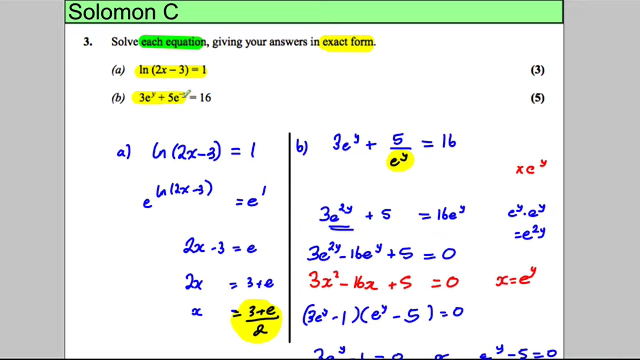 Solomon C
3. Solve each equation, giving your answers in exact form.
(a) ln (2x − 3) = 1 (3)
(b) 3e^y + 5e^−y = 16 (5)
a) ln(2x−3) = 1
e^ln(2x−3) = e^1
2x − 3 = e
2x = 3+e
x = (3+e)/2
b) 3e^y + 5/e^y = 16
x e^y
3e^2y + 5 = 16e^y
e^y · e^y
= e^2y
3e^2y − 16e^y + 5 = 0
3x² − 16x + 5 = 0 x = e^y
(3e^y − 1)(e^y − 5) = 0